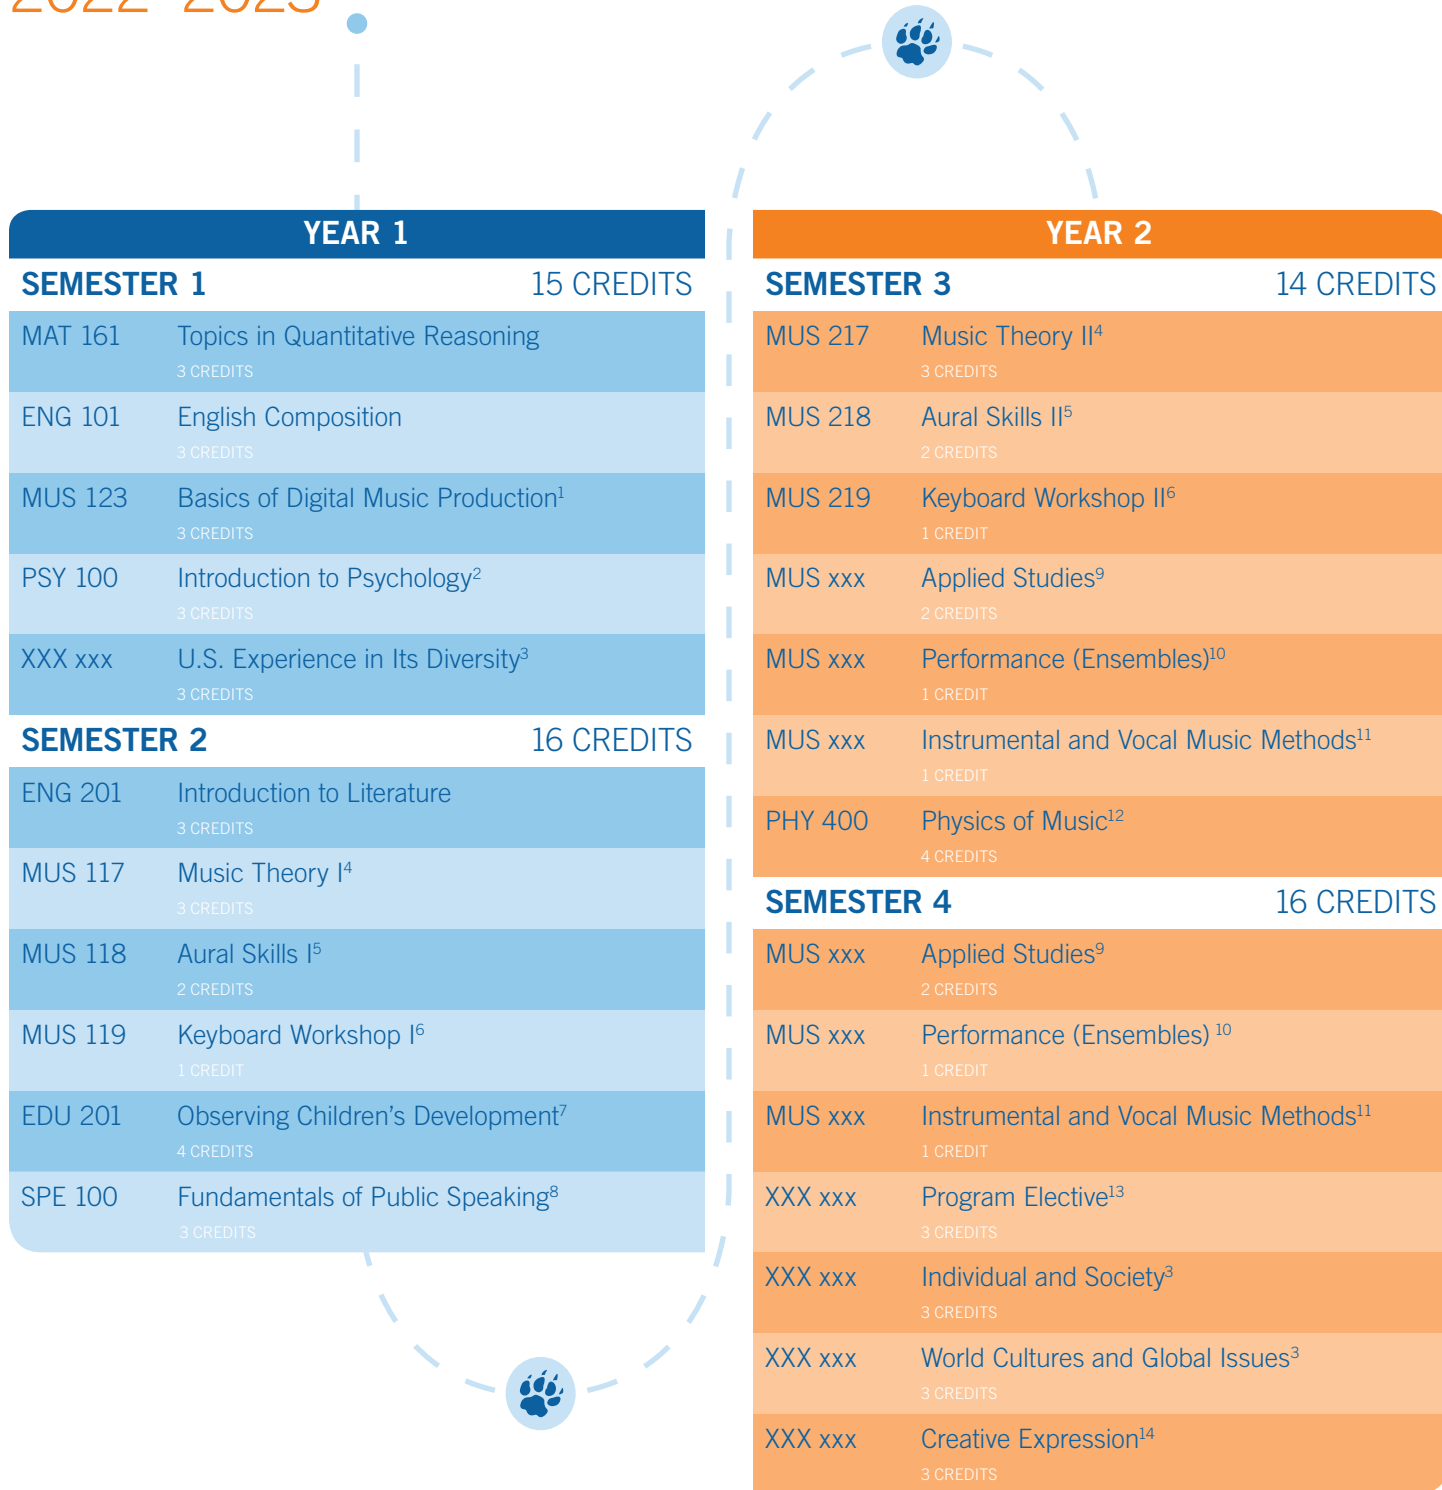 2022–2023
YEAR 1
SEMESTER 1 15 CREDITS
MAT 161 Topics in Quantitative Reasoning
3 CREDITS
ENG 101 English Composition
3 CREDITS
MUS 123 Basics of Digital Music Production¹
3 CREDITS
PSY 100 Introduction to Psychology²
3 CREDITS
XXX xxx U.S. Experience in Its Diversity³
3 CREDITS
SEMESTER 2 16 CREDITS
ENG 201 Introduction to Literature
3 CREDITS
MUS 117 Music Theory I⁴
3 CREDITS
MUS 118 Aural Skills I⁵
2 CREDITS
MUS 119 Keyboard Workshop I⁶
1 CREDIT
EDU 201 Observing Children’s Development⁷
4 CREDITS
SPE 100 Fundamentals of Public Speaking⁸
3 CREDITS
YEAR 2
SEMESTER 3 14 CREDITS
MUS 217 Music Theory II⁴
3 CREDITS
MUS 218 Aural Skills II⁵
2 CREDITS
MUS 219 Keyboard Workshop II⁶
1 CREDIT
MUS xxx Applied Studies⁹
2 CREDITS
MUS xxx Performance (Ensembles)¹⁰
1 CREDIT
MUS xxx Instrumental and Vocal Music Methods¹¹
1 CREDIT
PHY 400 Physics of Music¹²
4 CREDITS
SEMESTER 4 16 CREDITS
MUS xxx Applied Studies⁹
2 CREDITS
MUS xxx Performance (Ensembles) ¹⁰
1 CREDIT
MUS xxx Instrumental and Vocal Music Methods¹¹
1 CREDIT
XXX xxx Program Elective¹³
3 CREDITS
XXX xxx Individual and Society³
3 CREDITS
XXX xxx World Cultures and Global Issues³
3 CREDITS
XXX xxx Creative Expression¹⁴
3 CREDITS